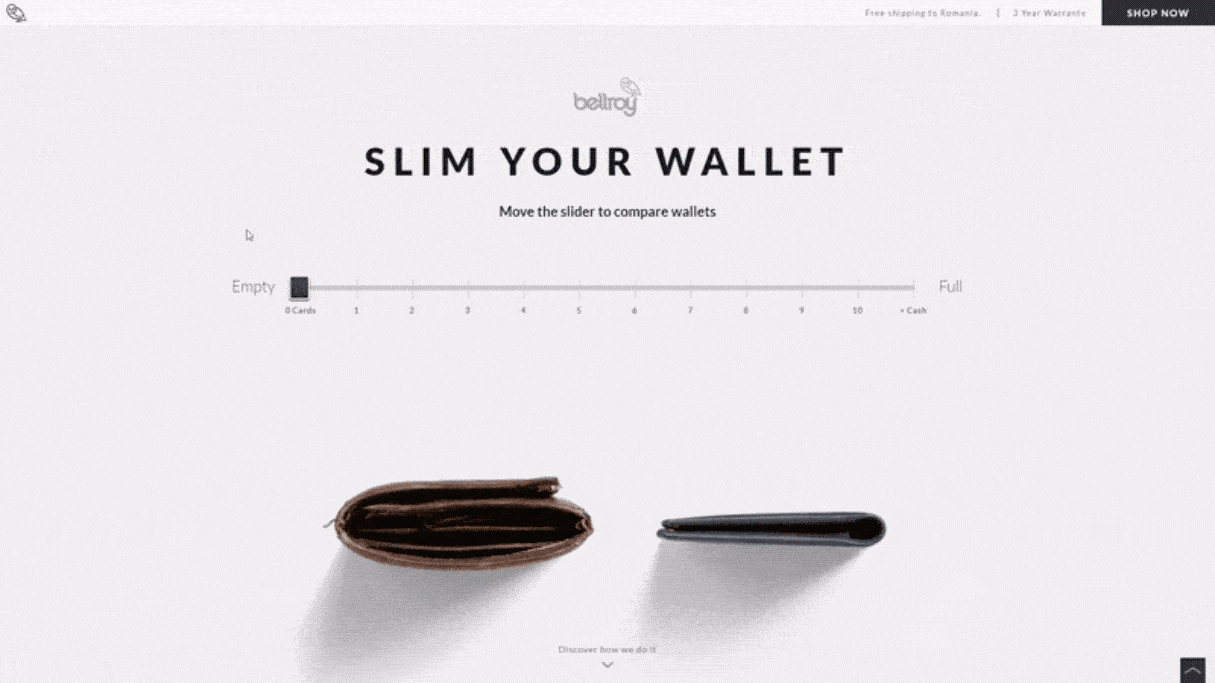 Free shipping to Romania. | 3 Year Warranty SHOP NOW
bellroy
SLIM YOUR WALLET
Move the slider to compare wallets
Empty Full
0 Cards 1 2 3 4 5 6 7 8 9 10 + Cash
Discover how we do it